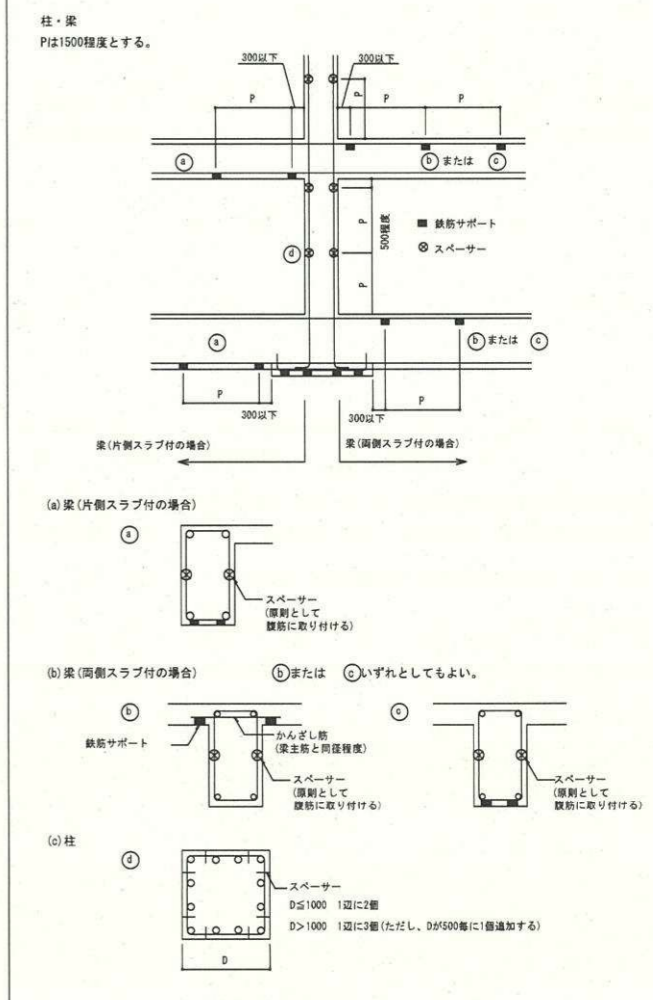 柱・梁
Pは1500程度とする。
300以下
300以下
P
P
P
P
ⓐ
ⓑまたは ⓒ
P
500程度
P
■ 鉄筋サポート
⊗ スペーサー
ⓓ
ⓐ
ⓑまたは ⓒ
P
300以下
300以下
P
梁(片側スラブ付の場合)
梁(両側スラブ付の場合)
(a)梁(片側スラブ付の場合)
ⓐ
スペーサー
(原則として
腹筋に取り付ける)
(b)梁(両側スラブ付の場合) ⓑまたは ⓒいずれとしてもよい。
ⓑ
鉄筋サポート
かんざし筋
(梁主筋と同径程度)
スペーサー
(原則として
腹筋に取り付ける)
ⓒ
スペーサー
(原則として
腹筋に取り付ける)
(c)柱
ⓓ
スペーサー
D≦1000 1辺に2個
D>1000 1辺に3個(ただし、Dが500毎に1個追加する)
D